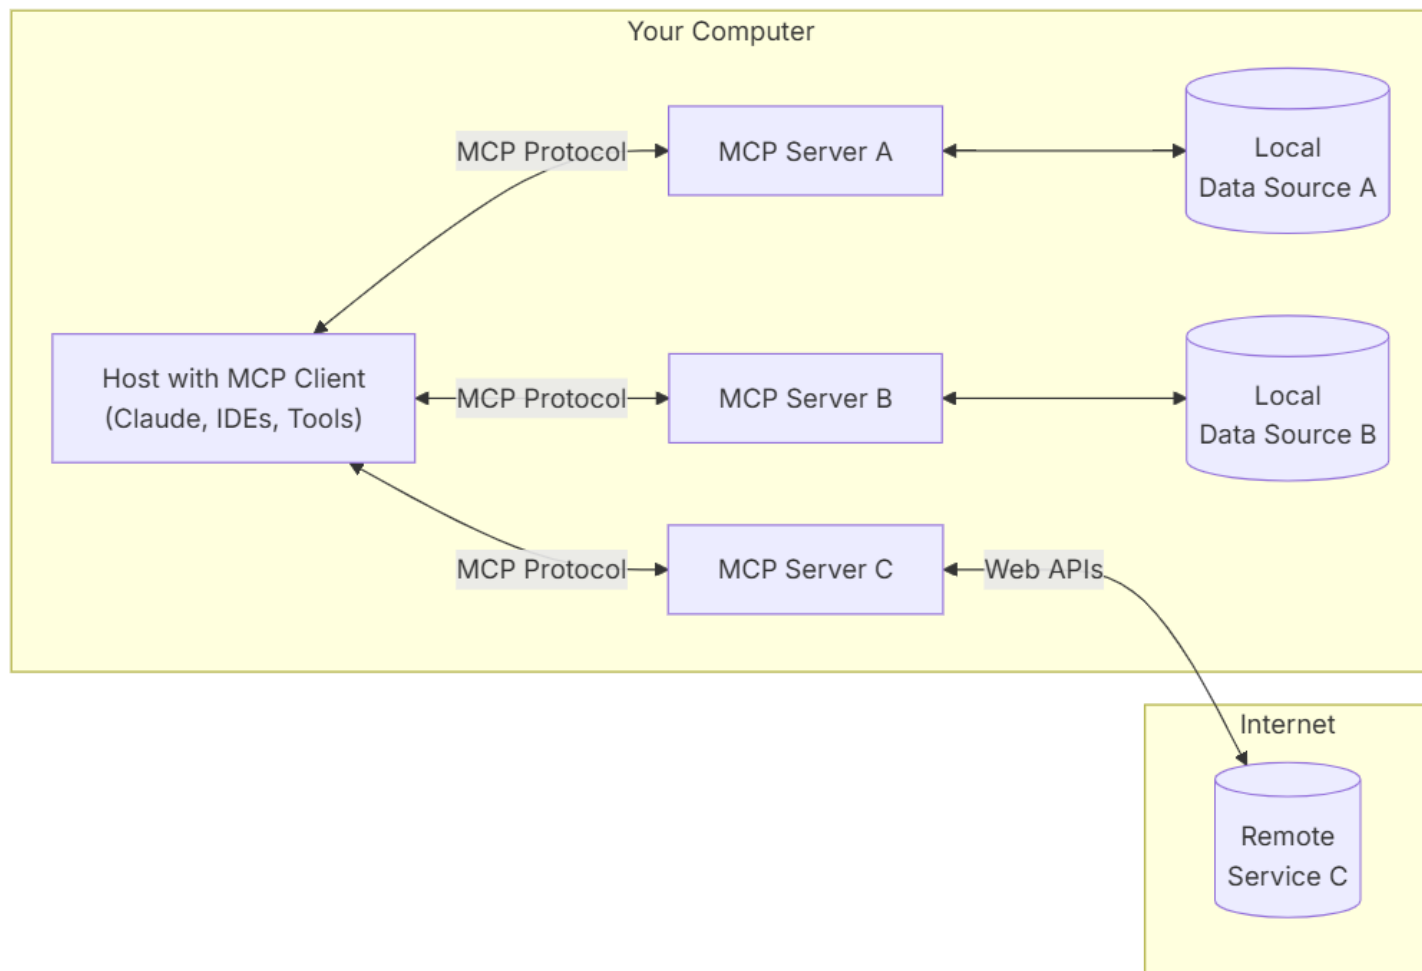 Your Computer
MCP Protocol
MCP Server A
Local
Data Source A
Host with MCP Client
(Claude, IDEs, Tools)
MCP Protocol
MCP Server B
Local
Data Source B
MCP Protocol
MCP Server C
Web APIs
Internet
Remote
Service C